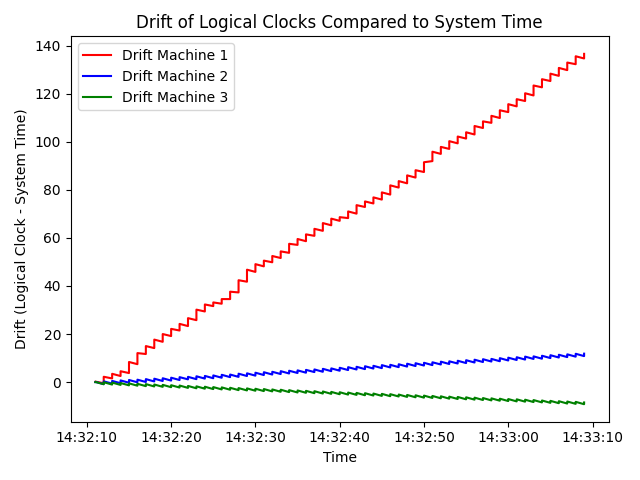 Drift of Logical Clocks Compared to System Time
Drift Machine 1
Drift Machine 2
Drift Machine 3
Drift (Logical Clock - System Time)
140
120
100
80
60
40
20
0
14:32:10 14:32:20 14:32:30 14:32:40 14:32:50 14:33:00 14:33:10
Time